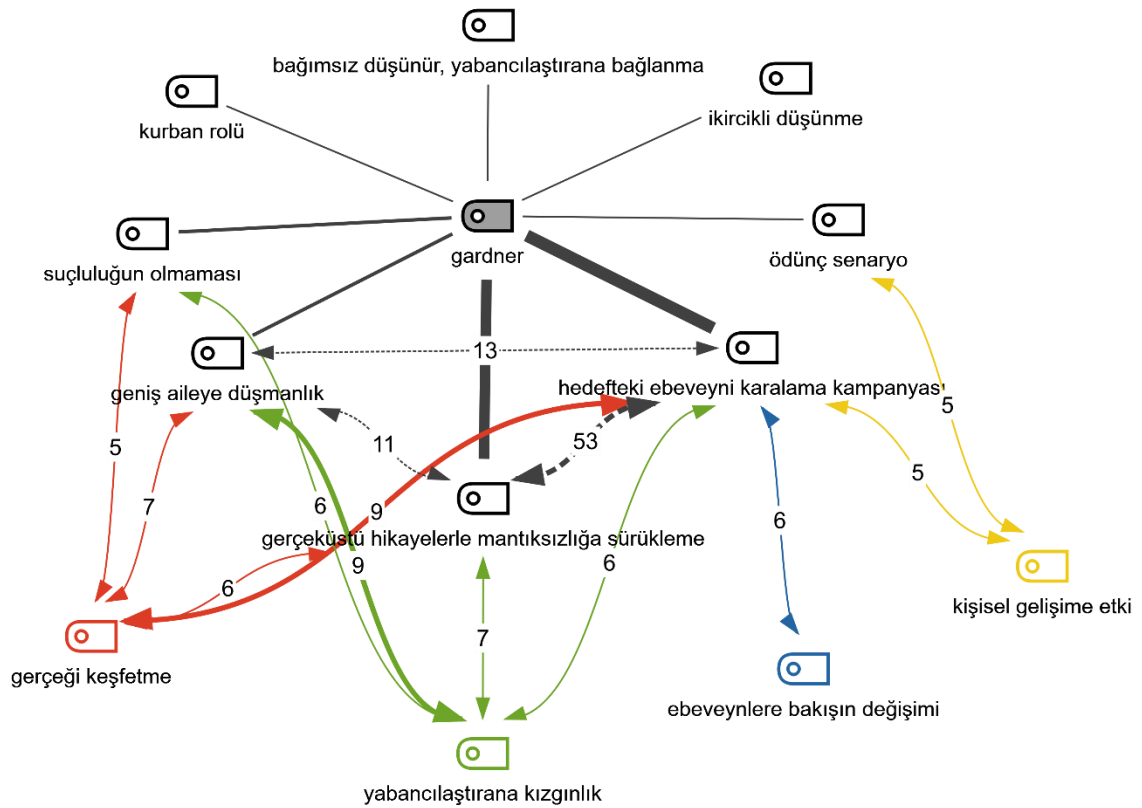 bağımsız düşünür, yabancılaştırana bağlanma
ikircikli düşünme
kurban rolü
gardner
ödünç senaryo
suçluluğun olmaması
13
geniş aileye düşmanlık
hedefteki ebeveyni karalama kampanyası
5
11
53
5
5
7
9
6
gerçeküstü hikayelerle mantıksızlığa sürükleme
6
9
6
6
kişisel gelişime etki
7
gerçeği keşfetme
ebeveynlere bakışın değişimi
yabancılaştırana kızgınlık